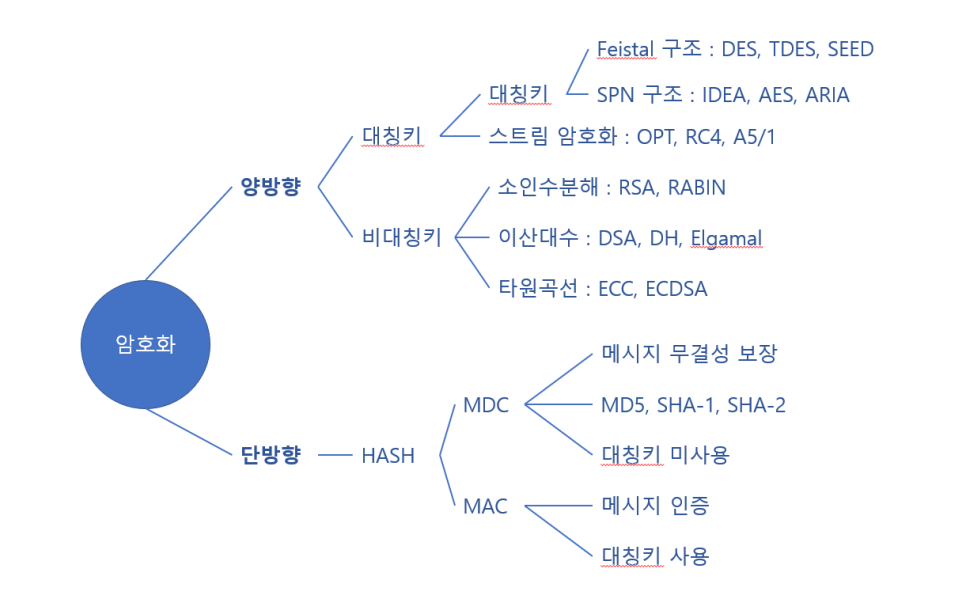 암호화
양방향
대칭키
대칭키
Feistal 구조 : DES, TDES, SEED
SPN 구조 : IDEA, AES, ARIA
스트림 암호화 : OPT, RC4, A5/1
비대칭키
소인수분해 : RSA, RABIN
이산대수 : DSA, DH, Elgamal
타원곡선 : ECC, ECDSA
단방향
HASH
MDC
메시지 무결성 보장
MD5, SHA-1, SHA-2
대칭키 미사용
MAC
메시지 인증
대칭키 사용